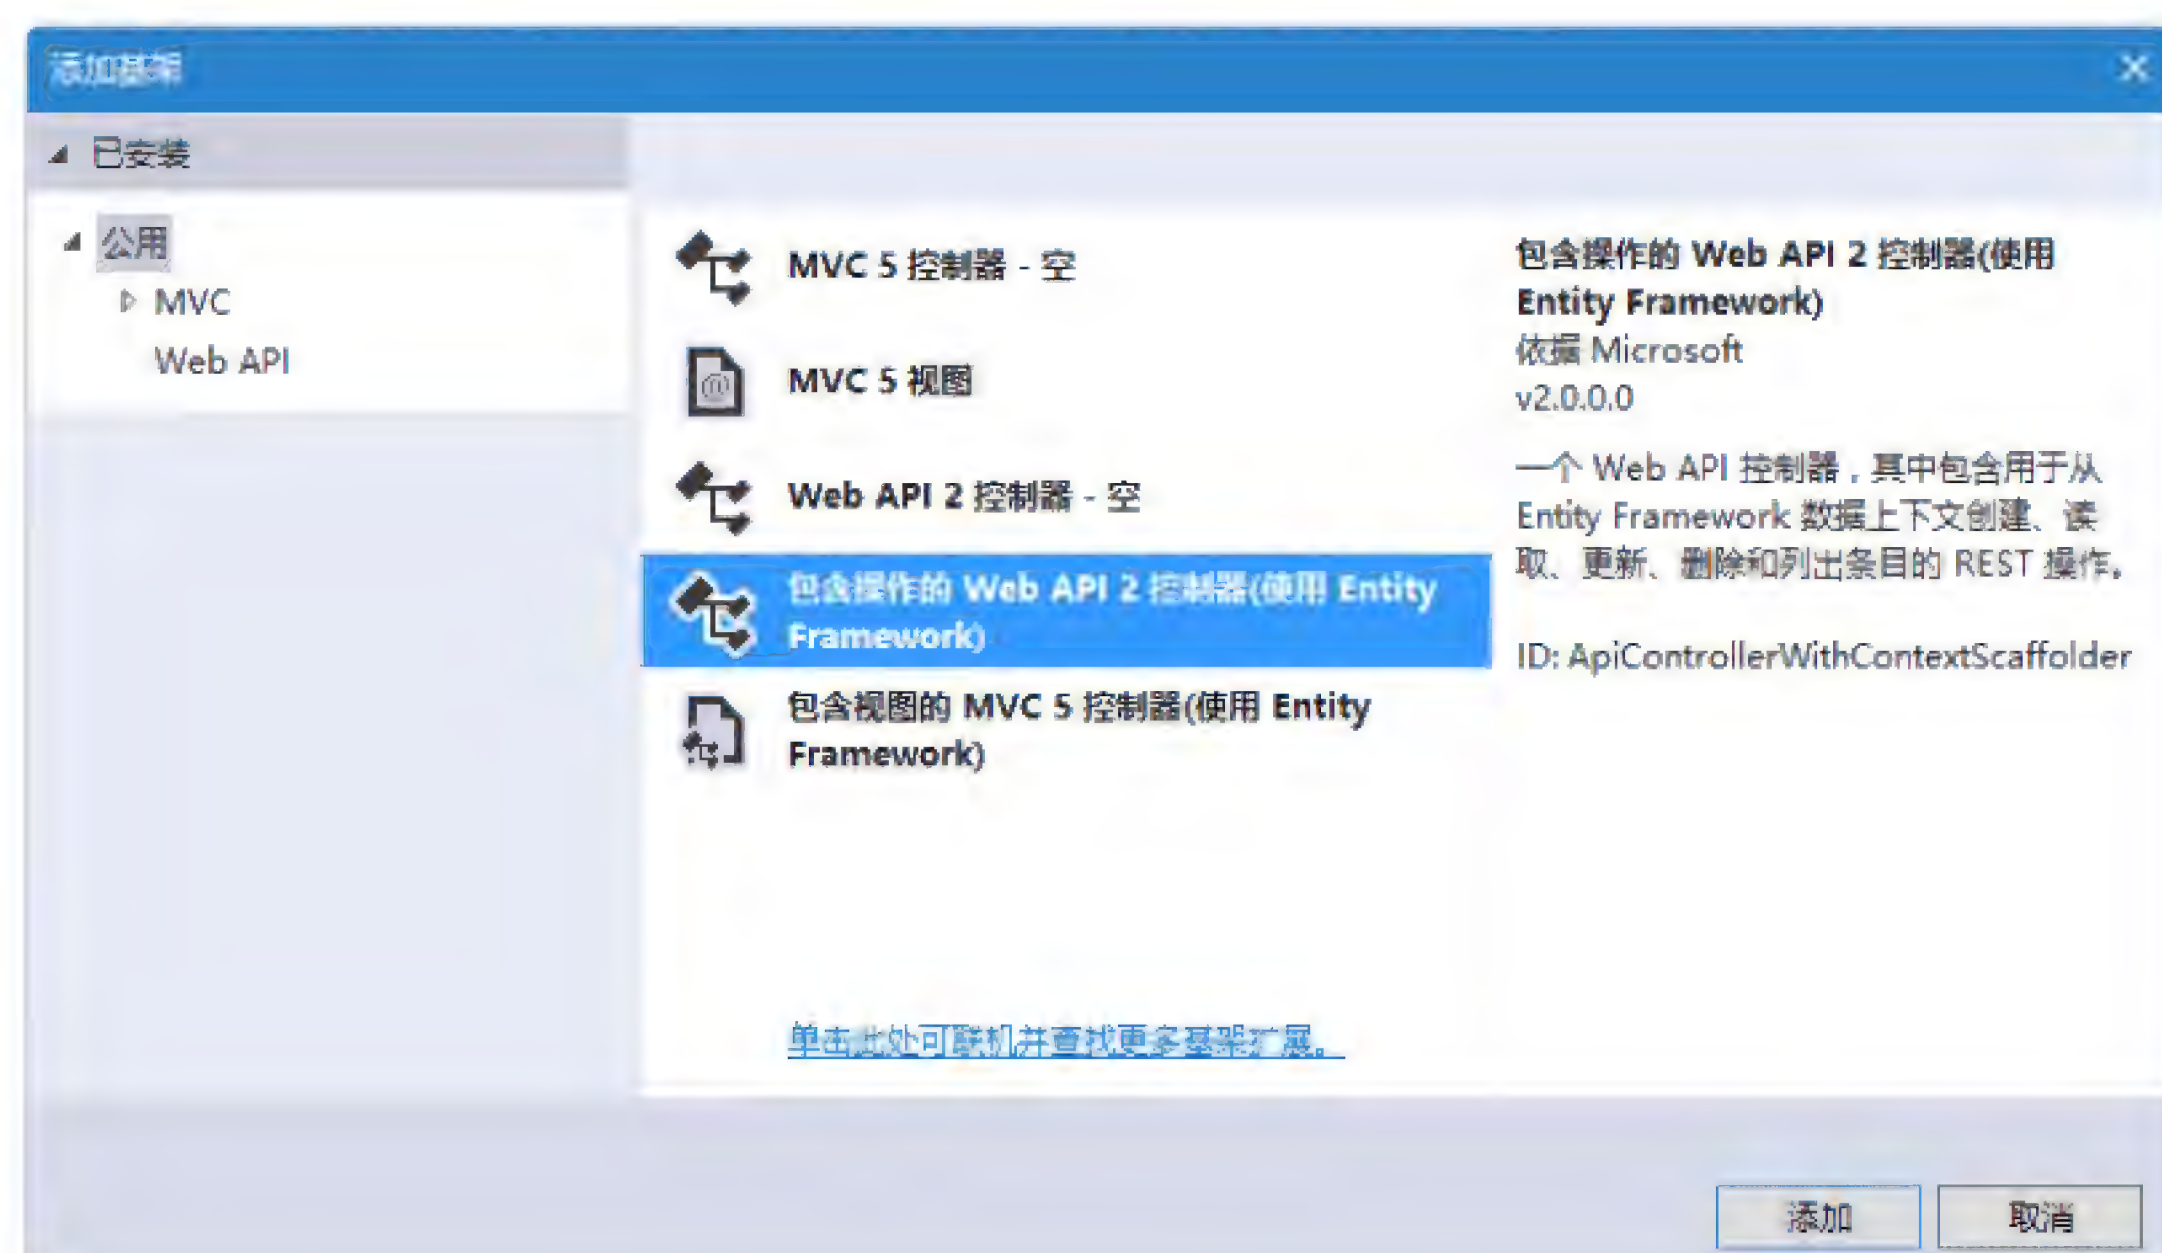 添加基架
已安装
公用
MVC
Web API
MVC 5 控制器 - 空
MVC 5 视图
Web API 2 控制器 - 空
包含操作的 Web API 2 控制器(使用 Entity
Framework)
包含视图的 MVC 5 控制器(使用 Entity
Framework)
单击此处可联机并查找更多基架扩展。
包含操作的 Web API 2 控制器(使用
Entity Framework)
依据 Microsoft
v2.0.0.0
一个 Web API 控制器，其中包含用于从
Entity Framework 数据上下文创建、读
取、更新、删除和列出条目的 REST 操作。
ID: ApiControllerWithContextScaffolder
添加
取消